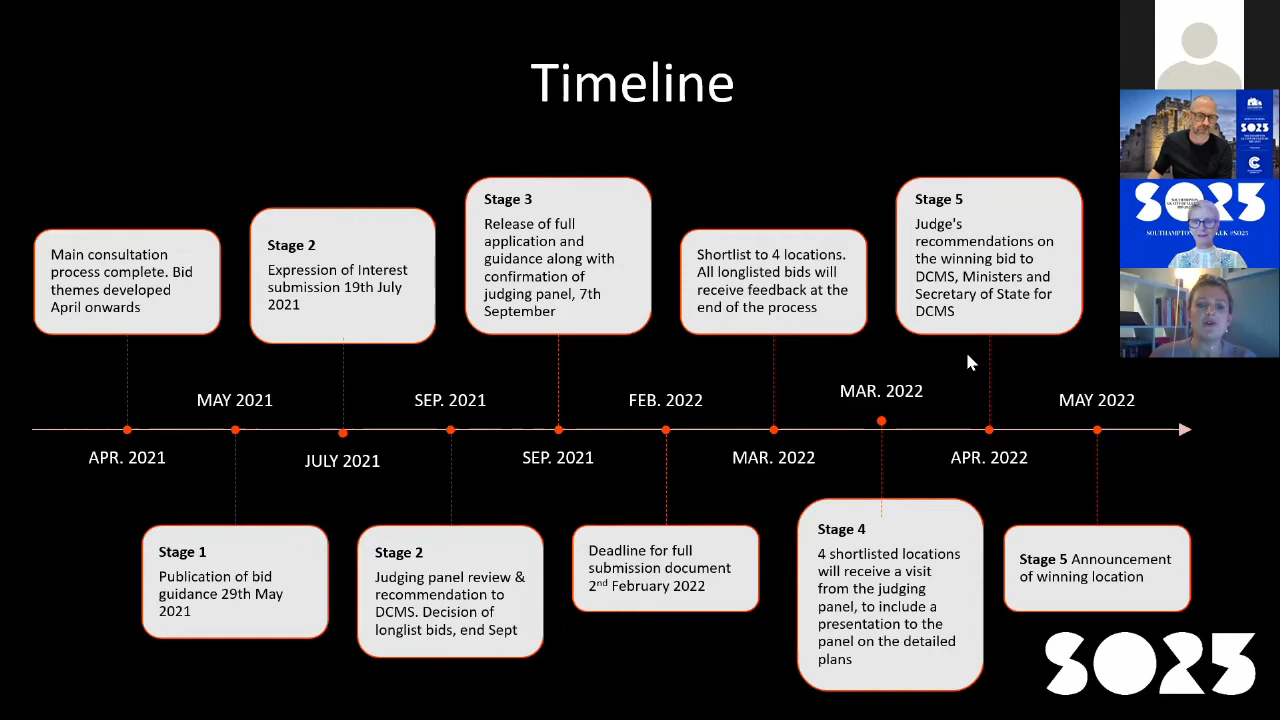 Timeline
Main consultation
process complete. Bid
themes developed
April onwards
Stage 2
Expression of Interest
submission 19th July
2021
Stage 3
Release of full
application and
guidance along with
confirmation of
judging panel, 7th
September
Shortlist to 4 locations.
All longlisted bids will
receive feedback at the
end of the process
Stage 5
Judge's
recommendations on
the winning bid to
DCMS, Ministers and
Secretary of State for
DCMS
MAY 2021
SEP. 2021
FEB. 2022
MAR. 2022
MAY 2022
APR. 2021
JULY 2021
SEP. 2021
MAR. 2022
APR. 2022
Stage 1
Publication of bid
guidance 29th May
2021
Stage 2
Judging panel review &
recommendation to
DCMS. Decision of
longlist bids, end Sept
Deadline for full
submission document
2nd February 2022
Stage 4
4 shortlisted locations
will receive a visit
from the judging
panel, to include a
presentation to the
panel on the detailed
plans
Stage 5 Announcement
of winning location
SO25
SO25
SO25